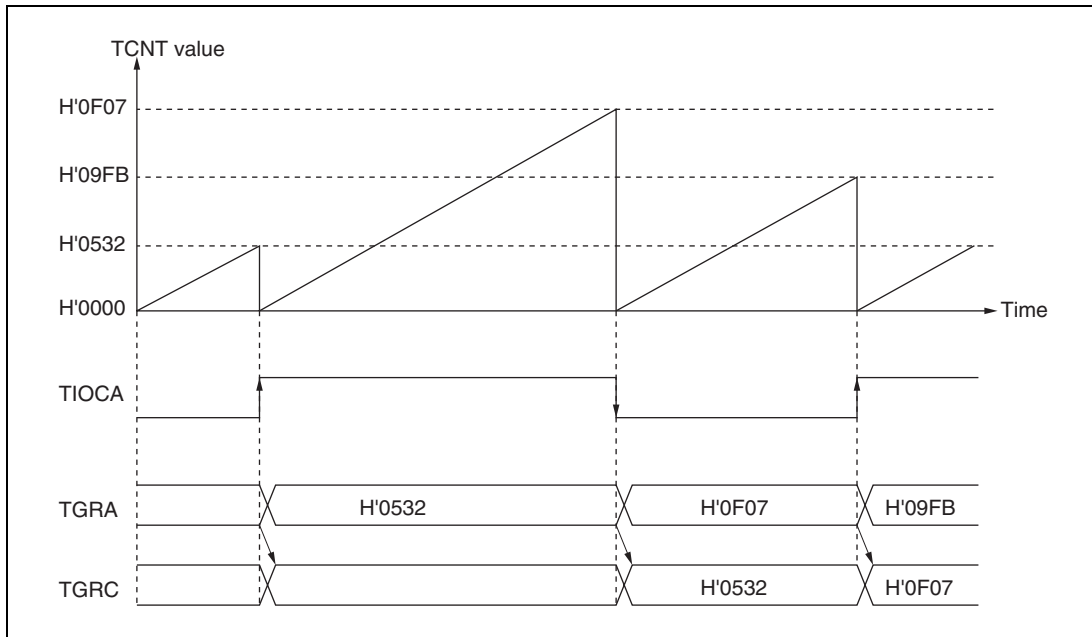 TCNT value
H'0F07
H'09FB
H'0532
H'0000
Time
TIOCA
TGRA
H'0532
H'0F07
H'09FB
TGRC
H'0532
H'0F07